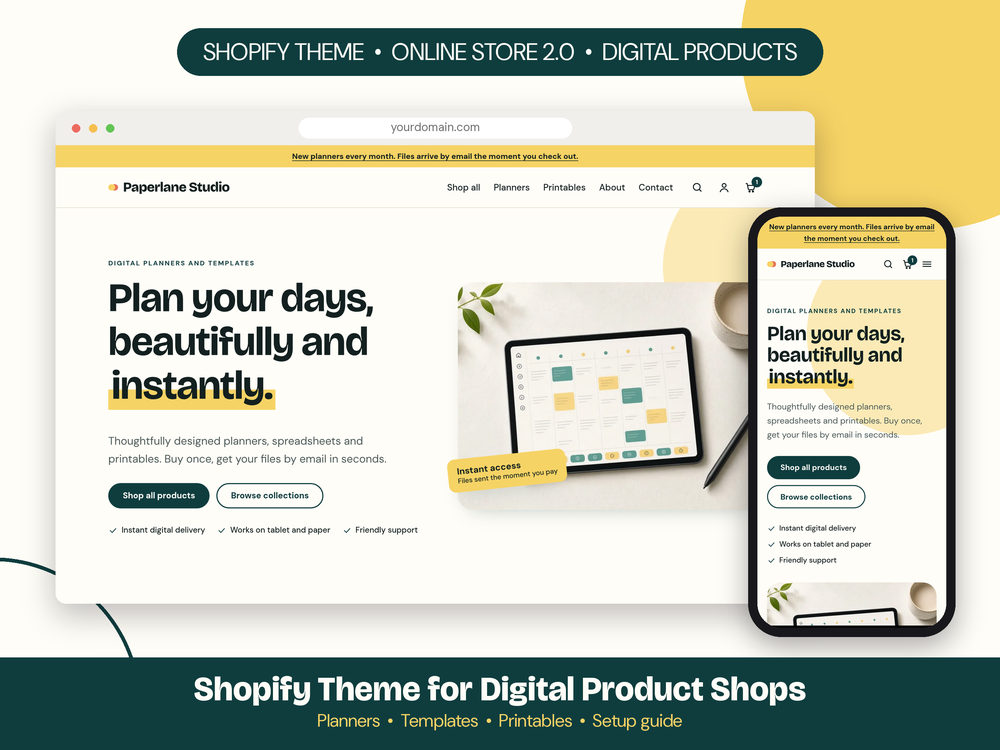 SHOPIFY THEME • ONLINE STORE 2.0 • DIGITAL PRODUCTS
yourdomain.com
New planners every month. Files arrive by email the moment you check out.
Paperlane Studio
Shop all Planners Printables About Contact
1
DIGITAL PLANNERS AND TEMPLATES
Plan your days,
beautifully and
instantly.
Thoughtfully designed planners, spreadsheets and
printables. Buy once, get your files by email in seconds.
Shop all products
Browse collections
Instant digital delivery
Works on tablet and paper
Friendly support
Instant access
Files sent the moment you pay
New planners every month. Files arrive by email
the moment you check out.
Paperlane Studio
1
DIGITAL PLANNERS AND TEMPLATES
Plan your days,
beautifully and
instantly.
Thoughtfully designed planners,
spreadsheets and printables. Buy once,
get your files by email in seconds.
Shop all products
Browse collections
Instant digital delivery
Works on tablet and paper
Friendly support
Shopify Theme for Digital Product Shops
Planners • Templates • Printables • Setup guide